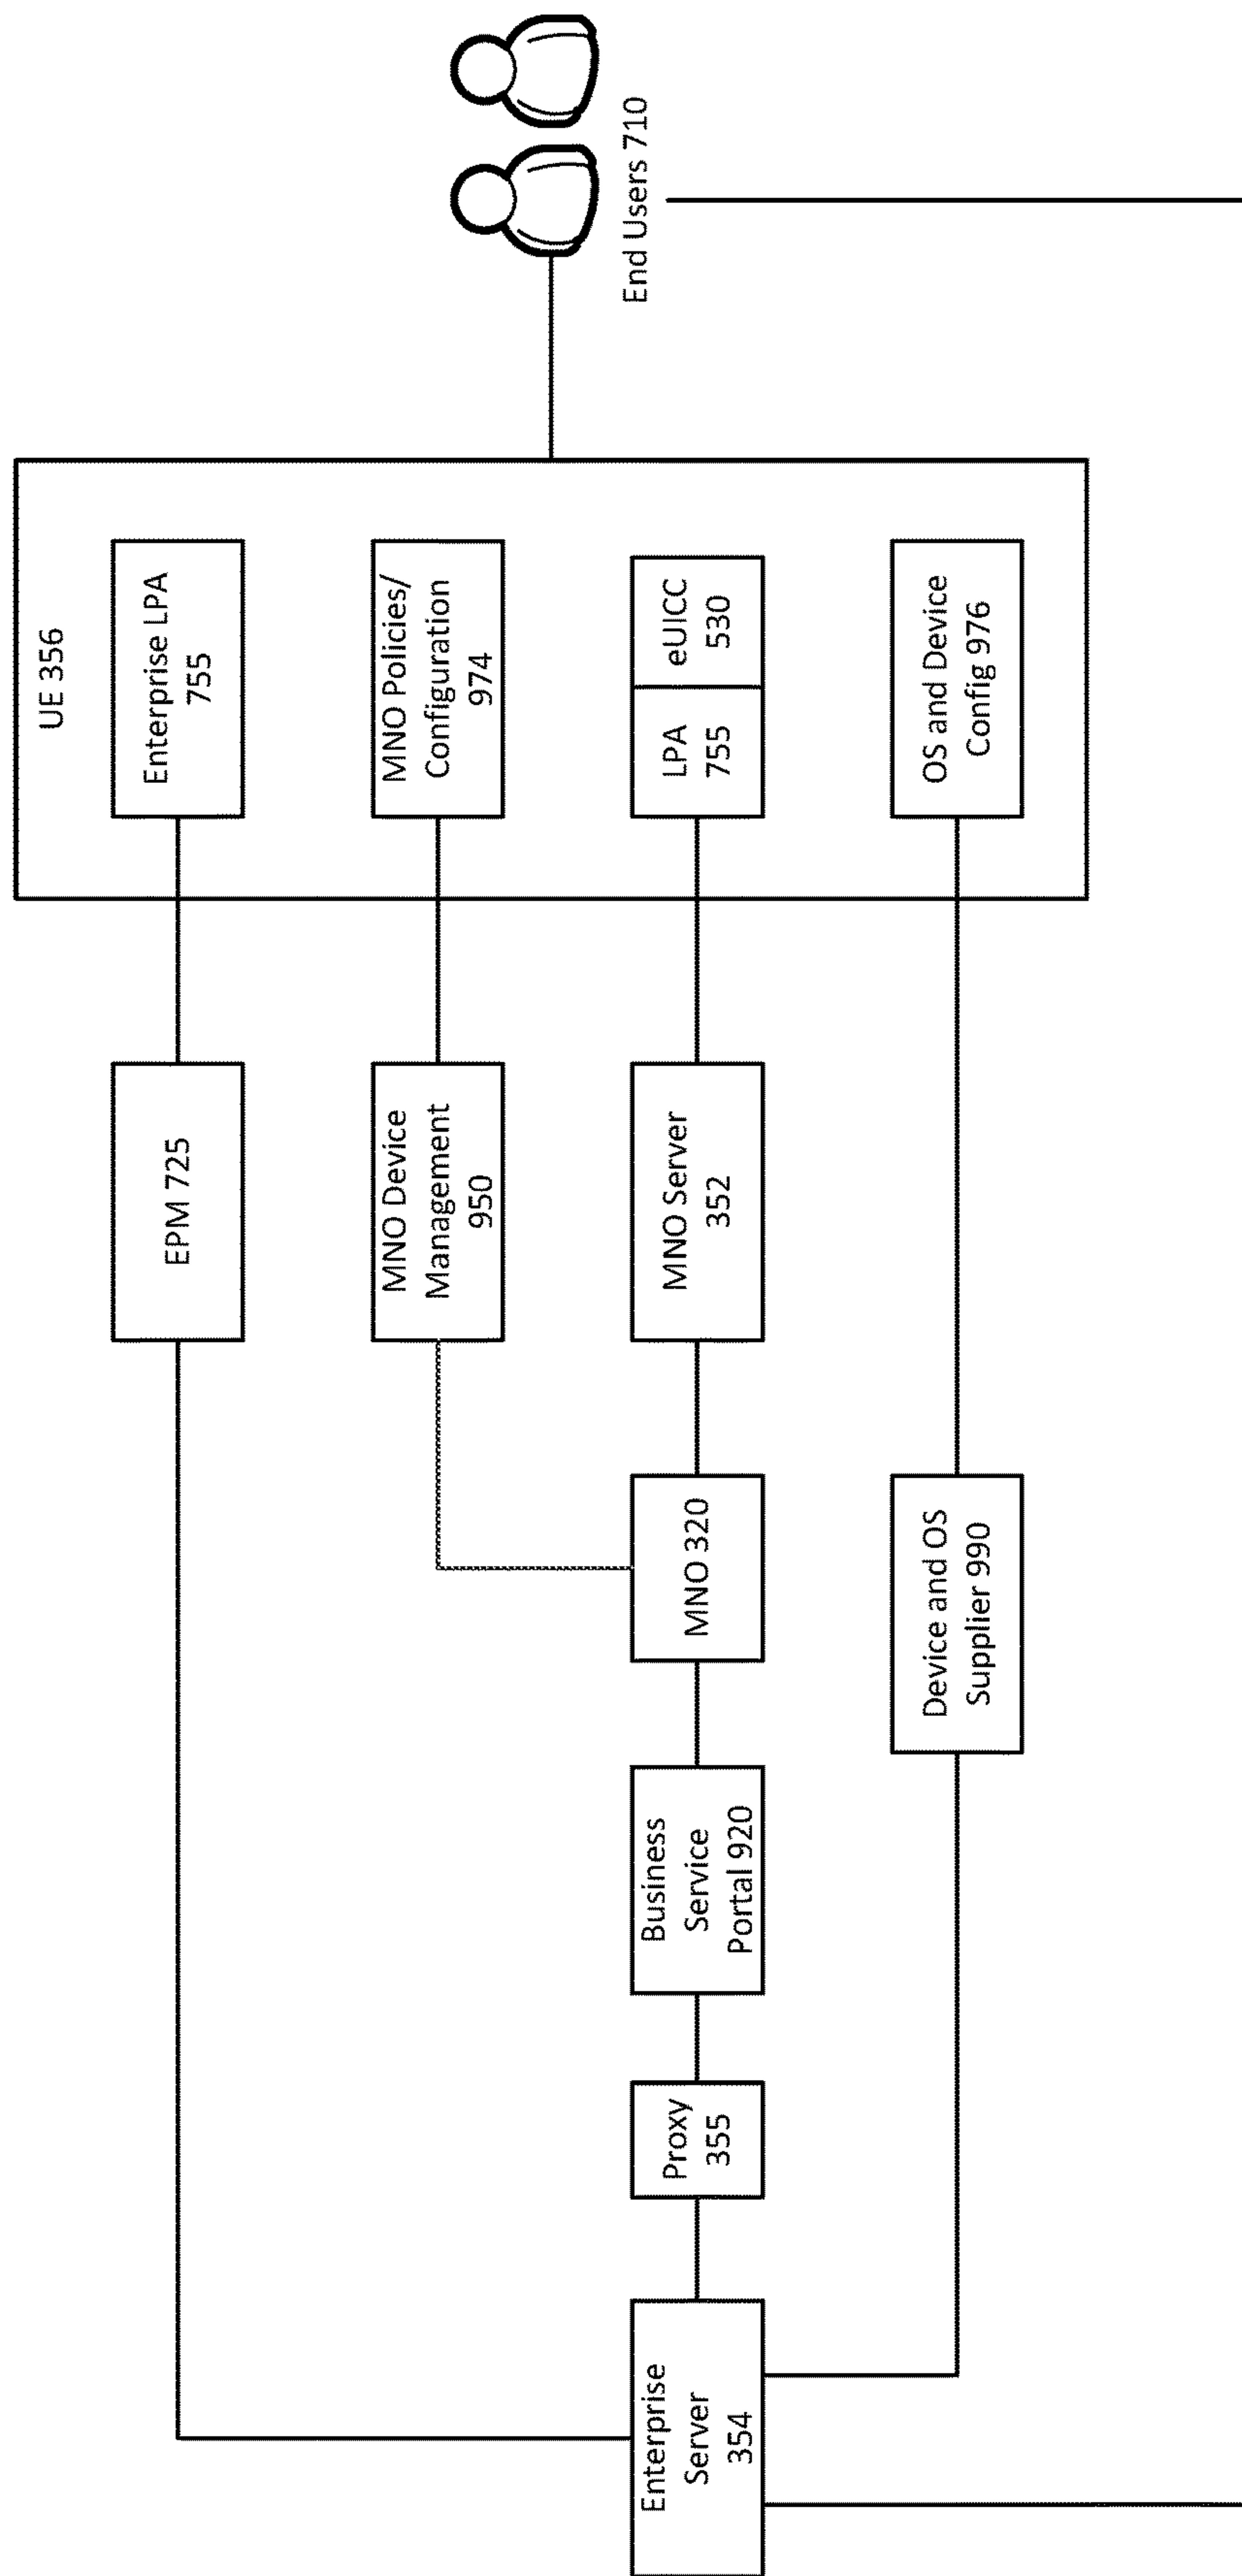 UE 356
EPM 725
Enterprise LPA
755
MNO Device
Management
950
MNO Policies/
Configuration
974
End Users 710
Enterprise
Server
354
Proxy
355
Business
Service
Portal 920
MNO 320
MNO Server
352
LPA
755
eUICC
530
Device and OS
Supplier 990
OS and Device
Config 976